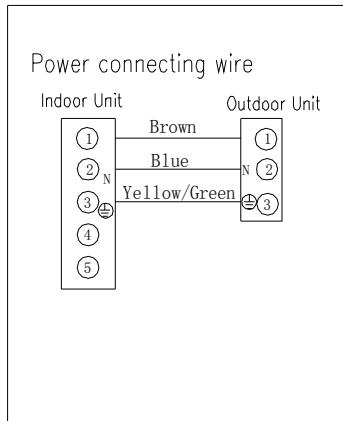 Power connecting wire
Indoor Unit
Outdoor Unit
1 Brown 1
2 N Blue N 2
3 Yellow/Green 3
4
5